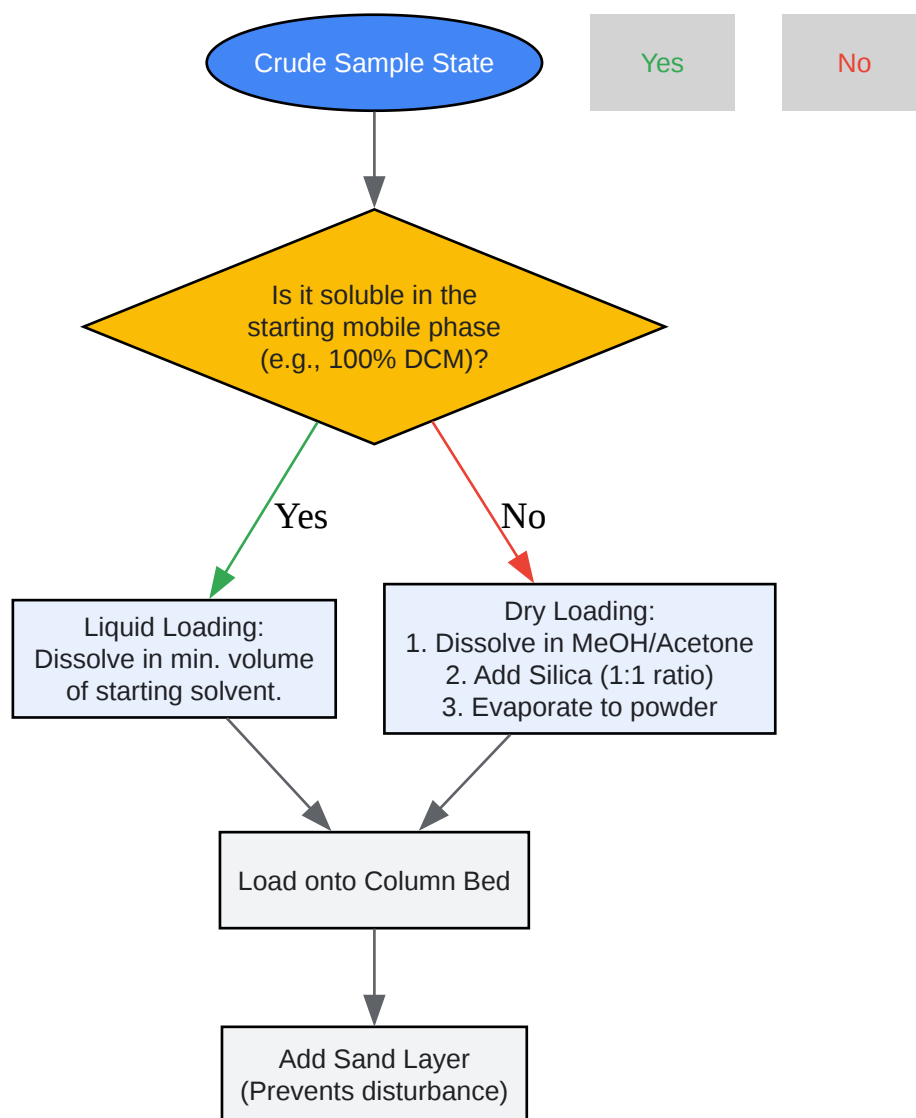 Crude Sample State
Yes
No
Is it soluble in the
starting mobile phase
(e.g., 100% DCM)?
Yes
No
Liquid Loading:
Dissolve in min. volume
of starting solvent.
Dry Loading:
1. Dissolve in MeOH/Acetone
2. Add Silica (1:1 ratio)
3. Evaporate to powder
Load onto Column Bed
Add Sand Layer
(Prevents disturbance)